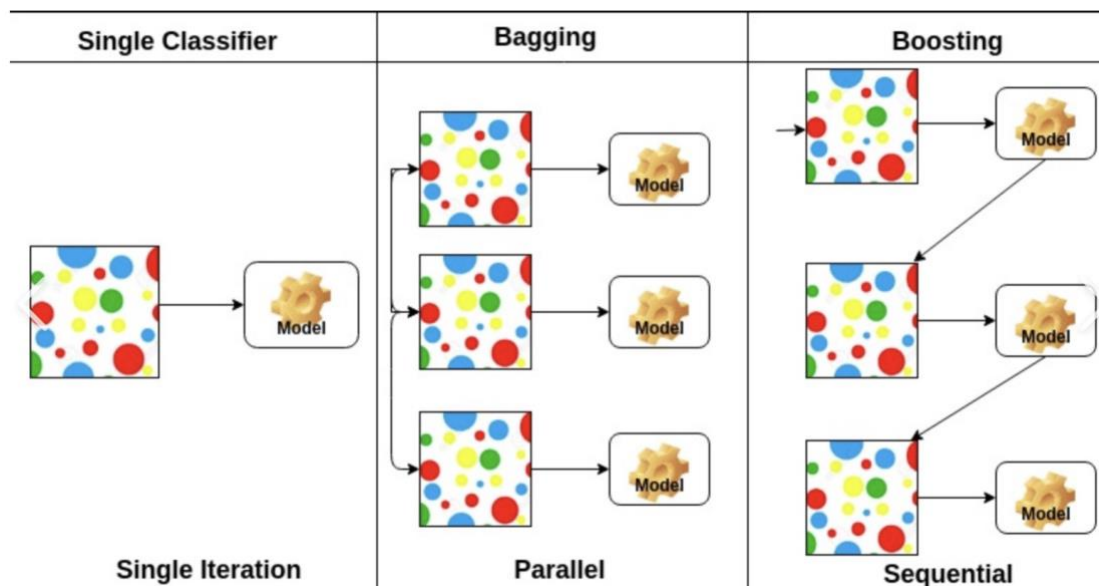 Single Classifier
Bagging
Boosting
Model
Model
Model
Model
Model
Model
Model
Single Iteration
Parallel
Sequential